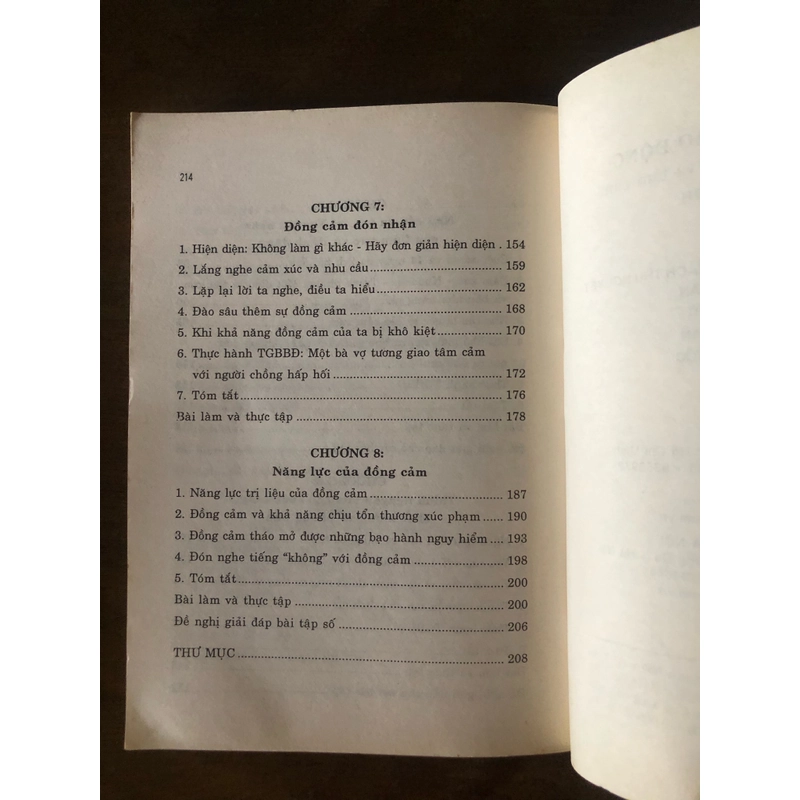 214
CHƯƠNG 7:
Đồng cảm đón nhận
1. Hiện diện: Không làm gì khác - Hãy đơn giản hiện diện . 154
2. Lắng nghe cảm xúc và nhu cầu ........ 159
3. Lặp lại lời ta nghe, điều ta hiểu ........ 162
4. Đào sâu thêm sự đồng cảm ........ 168
5. Khi khả năng đồng cảm của ta bị khô kiệt ........ 170
6. Thực hành TGBBĐ: Một bà vợ tương giao tâm cảm
với người chồng hấp hối ........ 172
7. Tóm tắt ........ 176
Bài làm và thực tập ........ 178
CHƯƠNG 8:
Năng lực của đồng cảm
1. Năng lực trị liệu của đồng cảm ........ 187
2. Đồng cảm và khả năng chịu tổn thương xúc phạm ...... 190
3. Đồng cảm tháo mở được những bạo hành nguy hiểm .... 193
4. Đón nghe tiếng “không” với đồng cảm ........ 198
5. Tóm tắt ........ 200
Bài làm và thực tập ........ 200
Đề nghị giải đáp bài tập số ........ 206
THƯ MỤC ........ 208